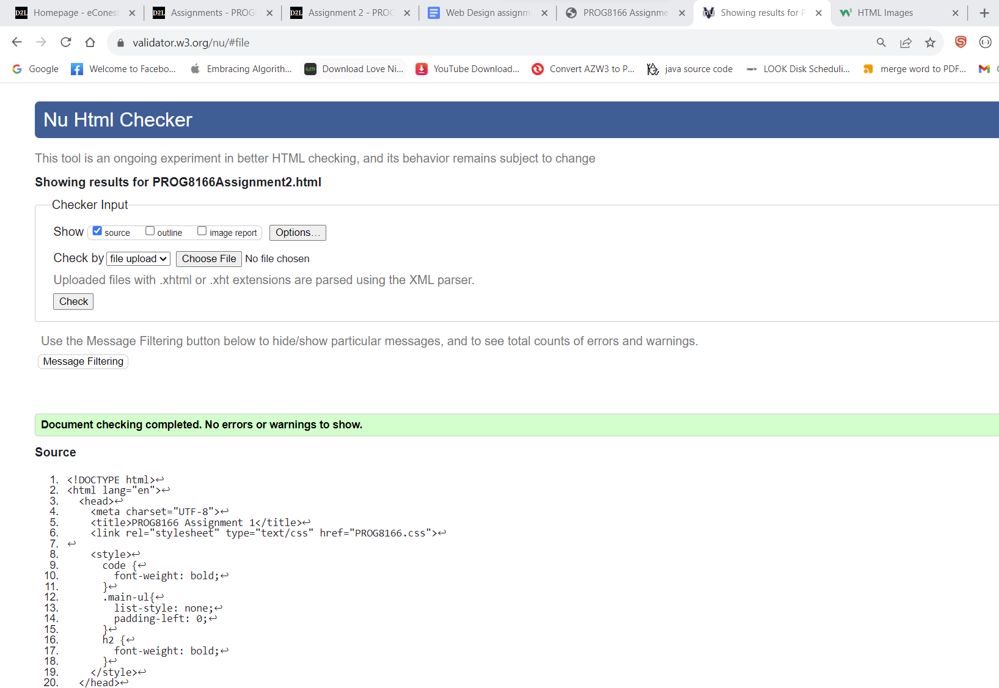 Homepage - eConest
Assignments - PROG
Assignment 2 - PROG
Web Design assignm
PROG8166 Assignme
Showing results for P
HTML Images
validator.w3.org/nu/#file
Google
Welcome to Facebo...
Embracing Algorith...
Download Love Ni...
YouTube Download...
Convert AZW3 to P...
java source code
LOOK Disk Scheduli...
merge word to PDF...
Nu Html Checker
This tool is an ongoing experiment in better HTML checking, and its behavior remains subject to change
Showing results for PROG8166Assignment2.html
Checker Input
Show source outline image report Options...
Check by file upload Choose File No file chosen
Uploaded files with .xhtml or .xht extensions are parsed using the XML parser.
Check
Use the Message Filtering button below to hide/show particular messages, and to see total counts of errors and warnings.
Message Filtering
Document checking completed. No errors or warnings to show.
Source
1. <!DOCTYPE html>↩
2. <html lang="en">↩
3. <head>↩
4. <meta charset="UTF-8">↩
5. <title>PROG8166 Assignment 1</title>↩
6. <link rel="stylesheet" type="text/css" href="PROG8166.css">↩
7. ↩
8. <style>↩
9. code {↩
10. font-weight: bold;↩
11. }↩
12. .main-ul{↩
13. list-style: none;↩
14. padding-left: 0;↩
15. }↩
16. h2 {↩
17. font-weight: bold;↩
18. }↩
19. </style>↩
20. </head>↩